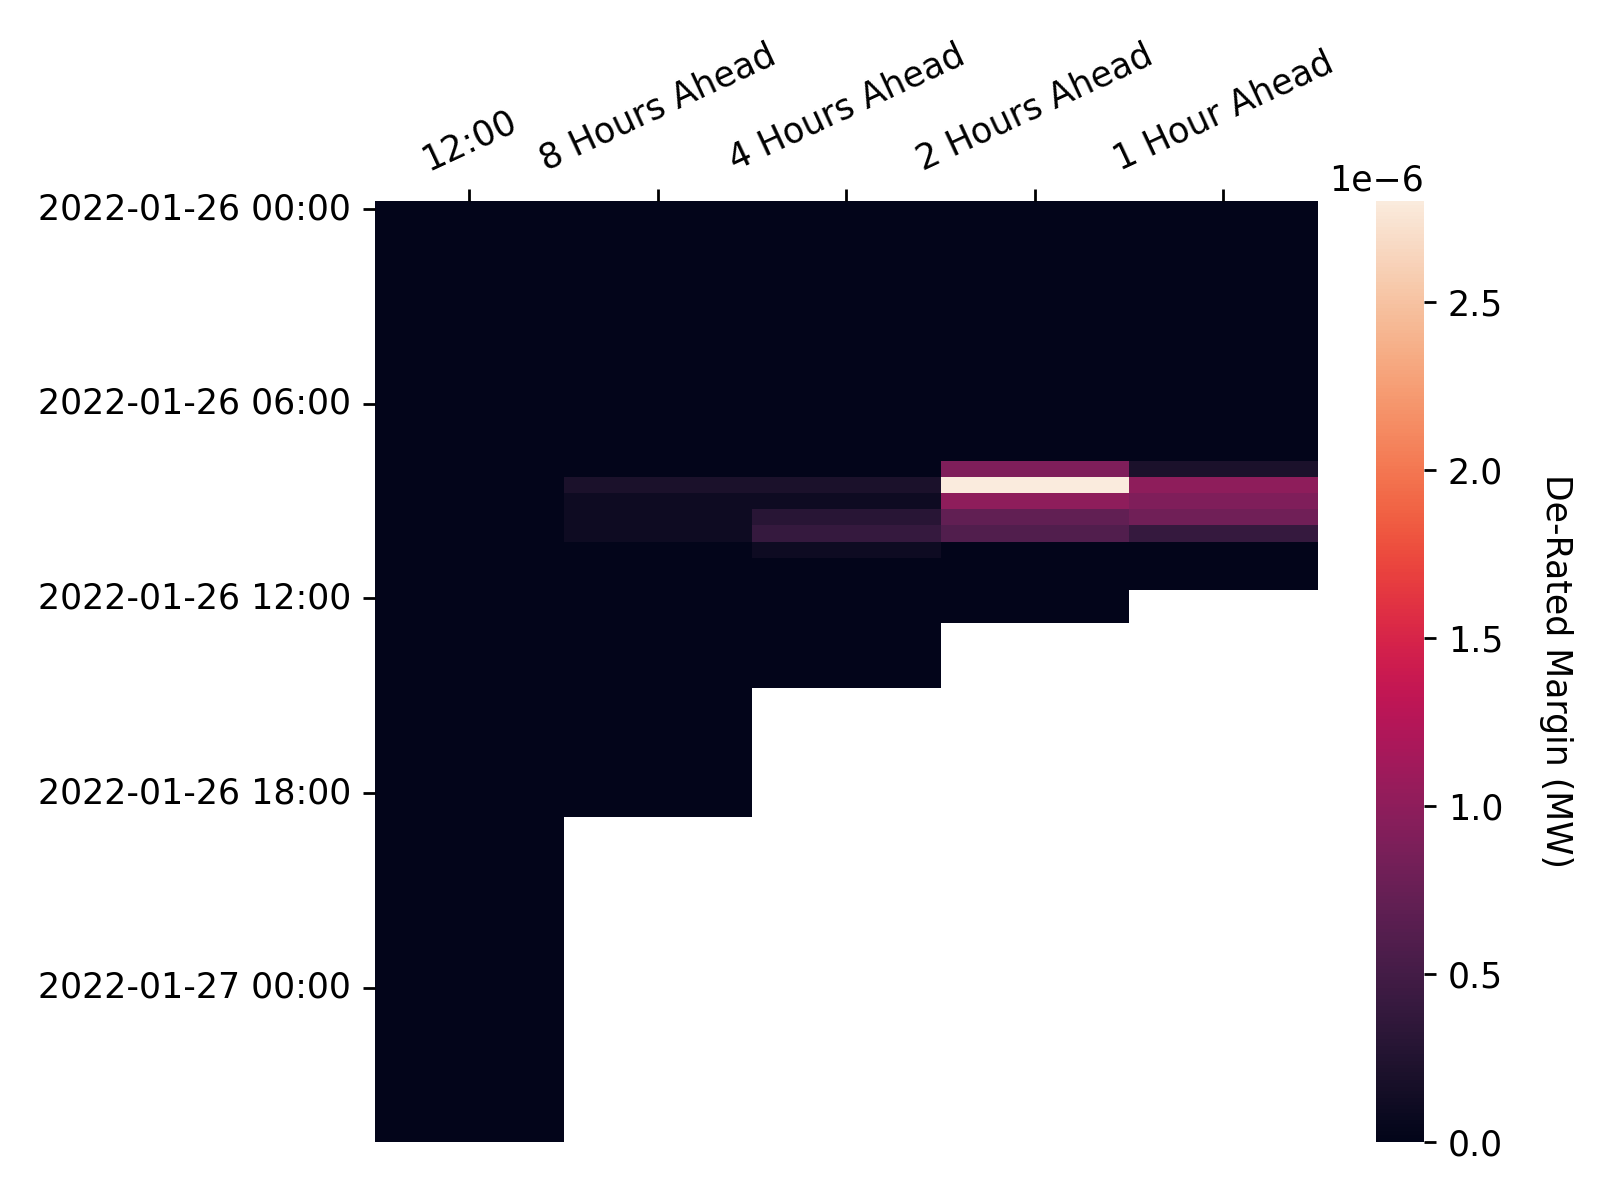 12:00
8 Hours Ahead
4 Hours Ahead
2 Hours Ahead
1 Hour Ahead
1e−6
2022-01-26 00:00
2022-01-26 06:00
2022-01-26 12:00
2022-01-26 18:00
2022-01-27 00:00
2.5
2.0
1.5
1.0
0.5
0.0
De-Rated Margin (MW)